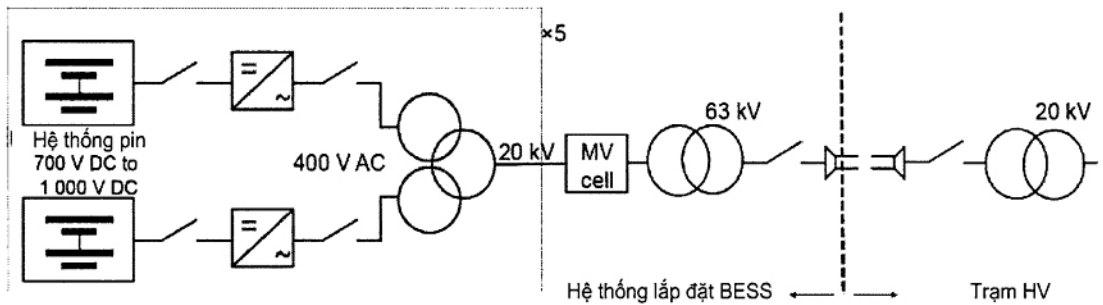 ×5
Hệ thống pin
700 V DC to
1 000 V DC
400 V AC
20 kV
MV
cell
63 kV
20 kV
Hệ thống lắp đặt BESS
Trạm HV